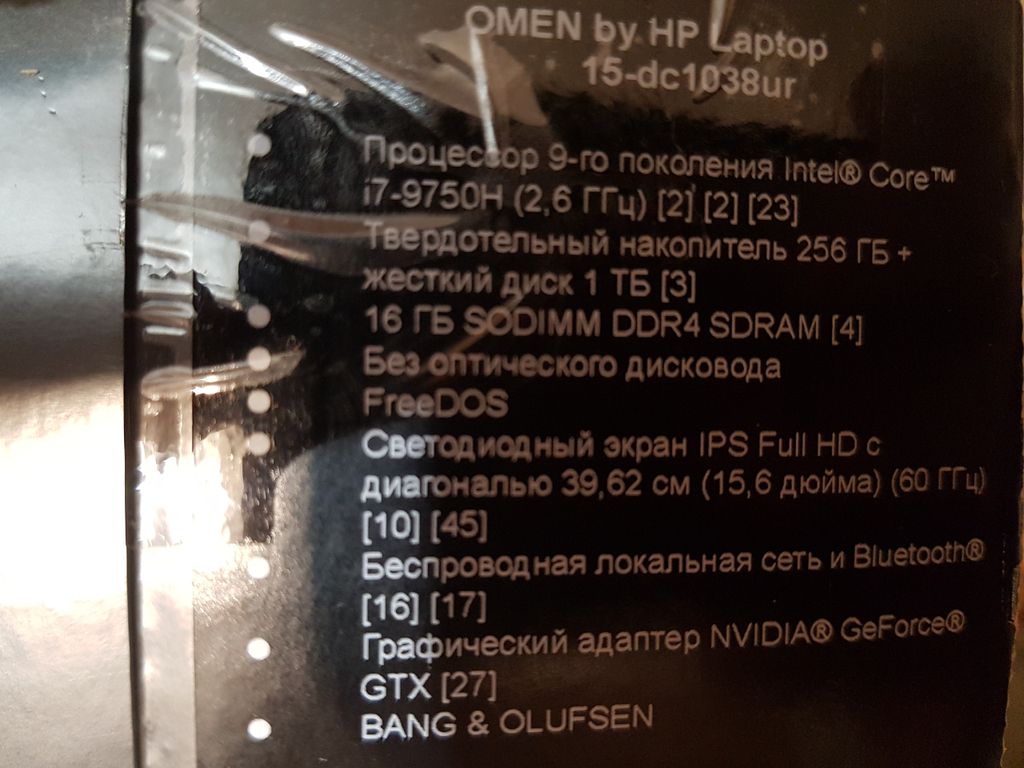 OMEN by HP Laptop
15-dc1038ur
Процессор 9-го поколения Intel® Core™
i7-9750H (2,6 ГГц) [2] [2] [23]
Твердотельный накопитель 256 ГБ +
жесткий диск 1 ТБ [3]
16 ГБ SODIMM DDR4 SDRAM [4]
Без оптического дисковода
FreeDOS
Светодиодный экран IPS Full HD с
диагональю 39,62 см (15,6 дюйма) (60 ГГц)
[10] [45]
Беспроводная локальная сеть и Bluetooth®
[16] [17]
Графический адаптер NVIDIA® GeForce®
GTX [27]
BANG & OLUFSEN